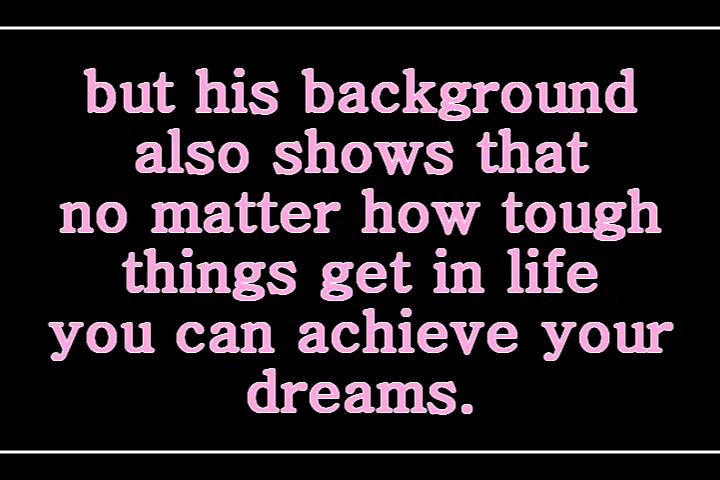 but his background
also shows that
no matter how tough
things get in life
you can achieve your
dreams.